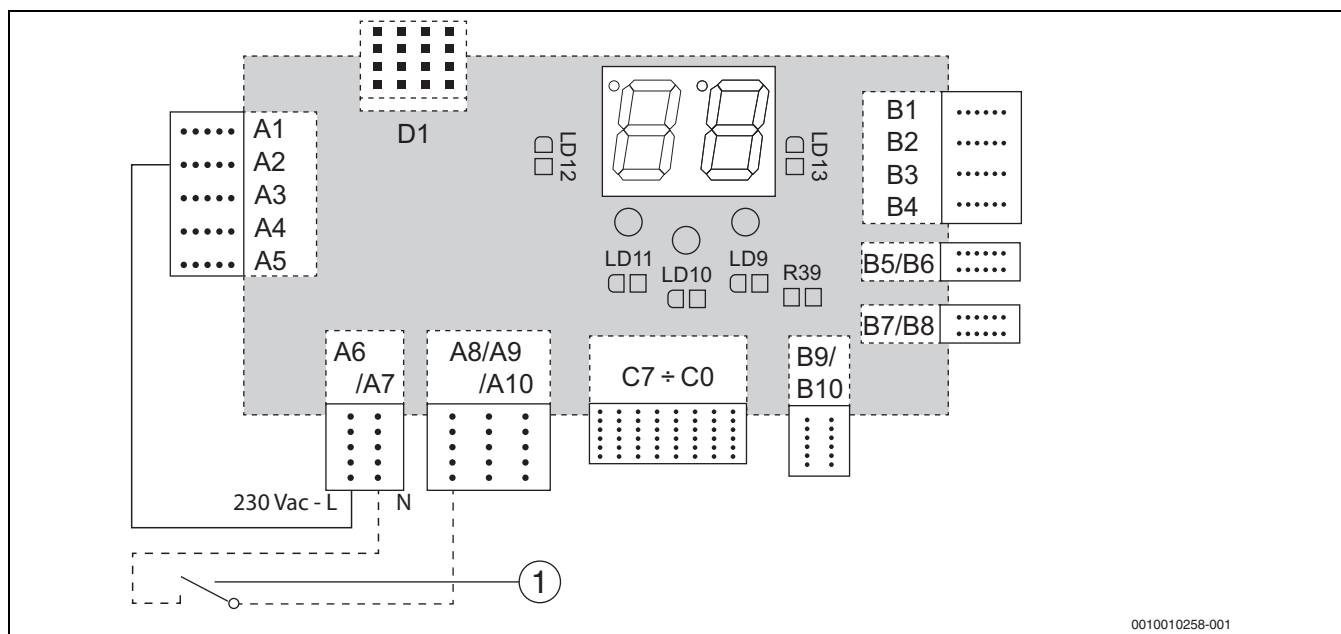 D1
A1
A2
A3
A4
A5
LD12
LD13
B1
B2
B3
B4
LD11
LD10
LD9
R39
B5/B6
B7/B8
A6
/A7
A8/A9
/A10
C7 ÷ C0
B9/
B10
230 Vac - L
N
1
0010010258-001